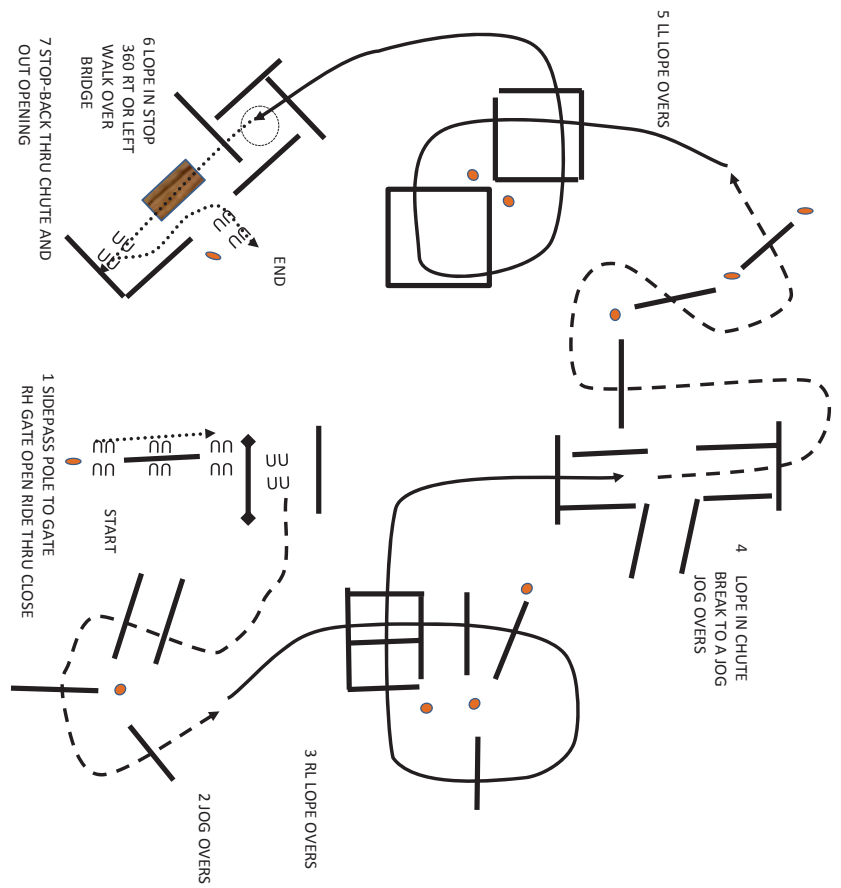 1 SIDEPASS POLE TO GATE
RH GATE OPEN RIDE THRU CLOSE
START
2 JOG OVERS
3 RL LOPE OVERS
4 LOPE IN CHUTE
BREAK TO A JOG
JOG OVERS
5 LL LOPE OVERS
6 LOPE IN STOP
360 RT OR LEFT
WALK OVER
BRIDGE
7 STOP-BACK THRU CHUTE AND
OUT OPENING
END